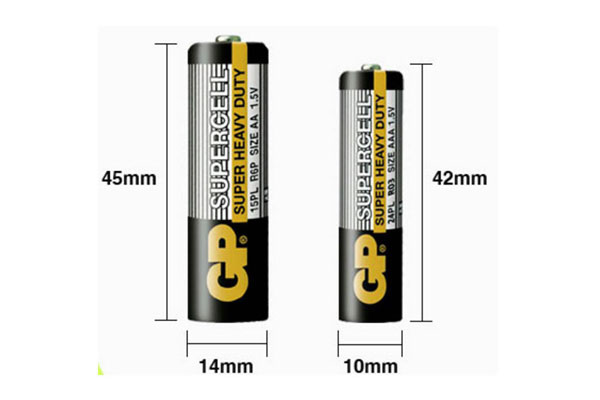 45mm
GP SUPERCELL
SUPER HEAVY DUTY
15PL R6P SIZE AA 1.5V
14mm
GP SUPERCELL
SUPER HEAVY DUTY
24PL R03 SIZE AAA 1.5V
42mm
10mm